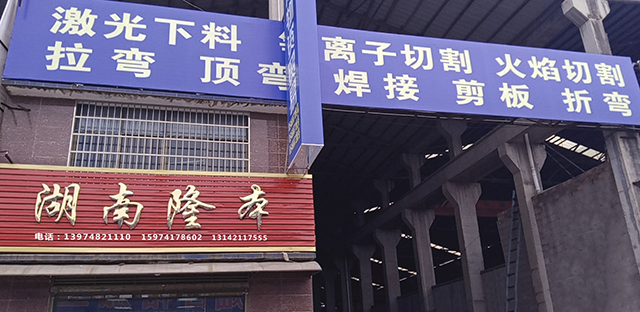 激光下料 离子切割 火焰切割
拉弯 顶弯 焊接 剪板 折弯
湖南隆本
电话：13974821110 15974178602 13142117555